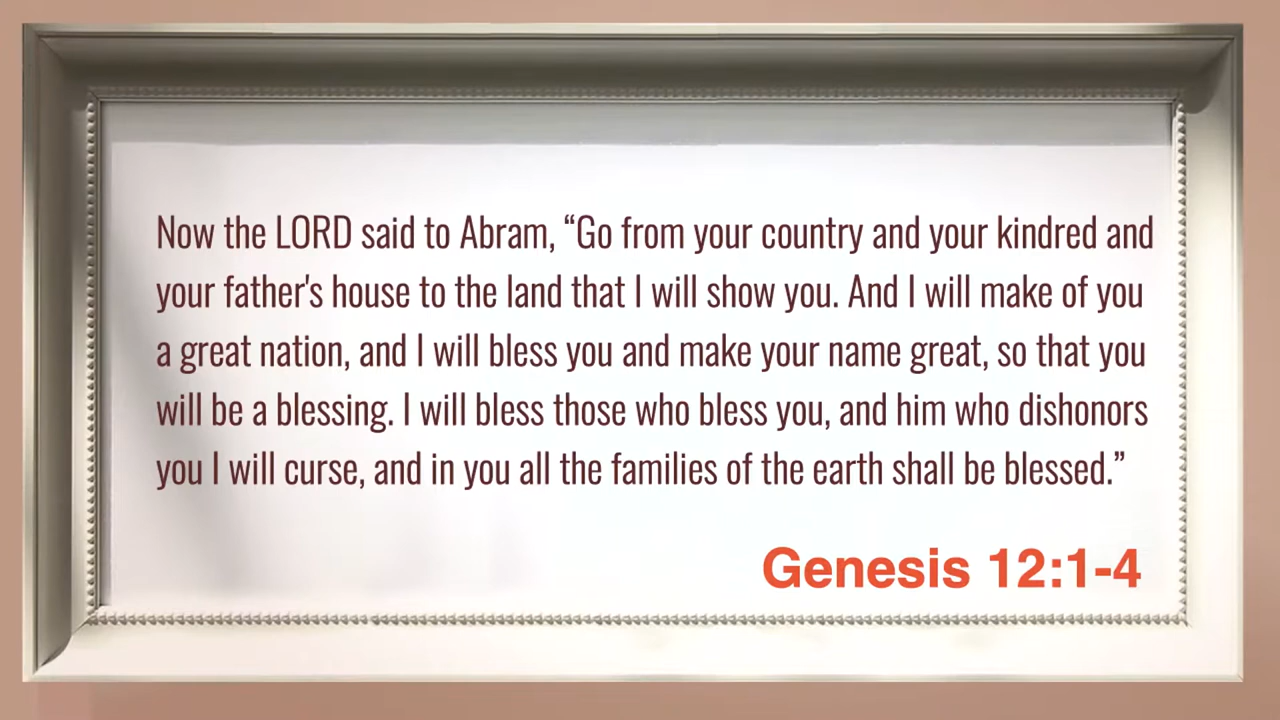 Now the LORD said to Abram, “Go from your country and your kindred and
your father's house to the land that I will show you. And I will make of you
a great nation, and I will bless you and make your name great, so that you
will be a blessing. I will bless those who bless you, and him who dishonors
you I will curse, and in you all the families of the earth shall be blessed.”
Genesis 12:1-4